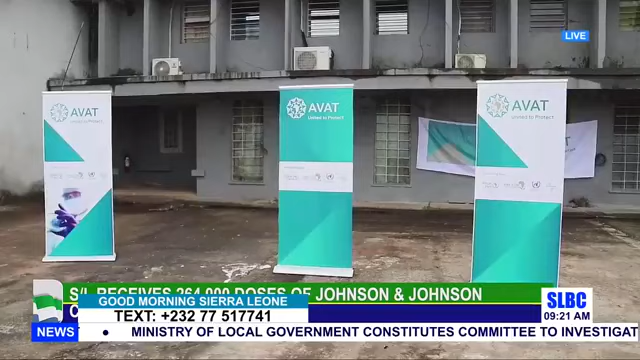 LIVE
AVAT
United to Protect
AVAT
United to Protect
AVAT
United to Protect
S/L RECEIVES 264,000 DOSES OF JOHNSON & JOHNSON
GOOD MORNING SIERRA LEONE
TEXT: +232 77 517741
SLBC
09:21 AM
NEWS
MINISTRY OF LOCAL GOVERNMENT CONSTITUTES COMMITTEE TO INVESTIGAT